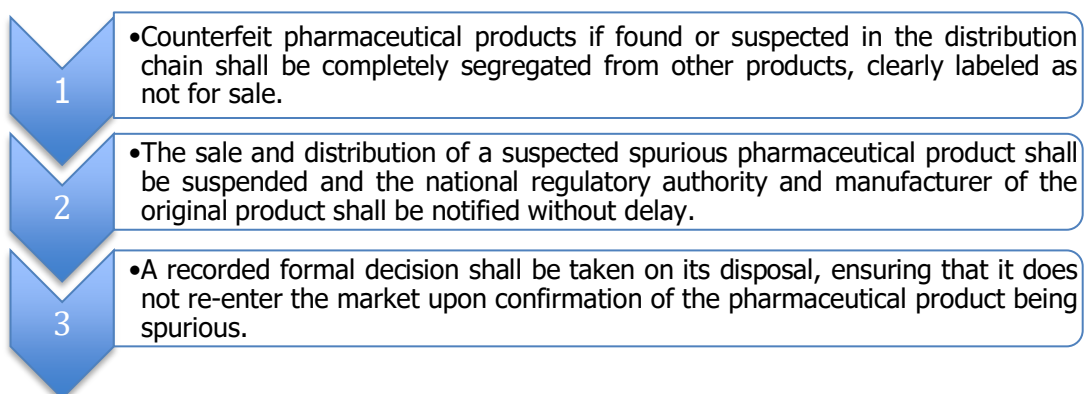 1
•Counterfeit pharmaceutical products if found or suspected in the distribution
chain shall be completely segregated from other products, clearly labeled as
not for sale.
2
•The sale and distribution of a suspected spurious pharmaceutical product shall
be suspended and the national regulatory authority and manufacturer of the
original product shall be notified without delay.
3
•A recorded formal decision shall be taken on its disposal, ensuring that it does
not re-enter the market upon confirmation of the pharmaceutical product being
spurious.